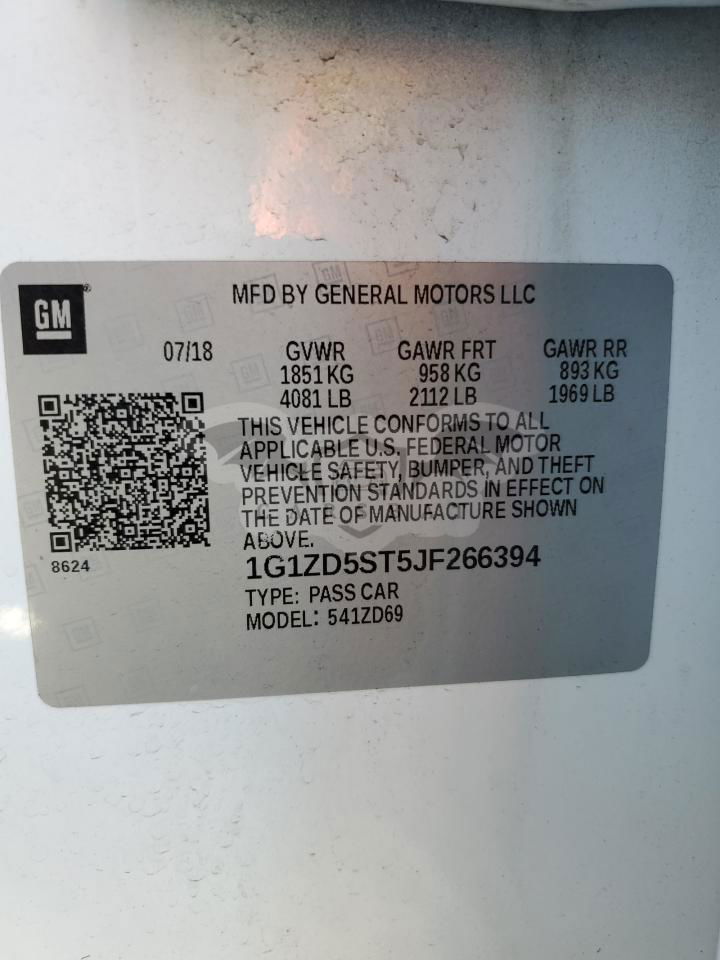 GM
MFD BY GENERAL MOTORS LLC
07/18 GVWR GAWR FRT GAWR RR
1851 KG 958 KG 893 KG
4081 LB 2112 LB 1969 LB
THIS VEHICLE CONFORMS TO ALL
APPLICABLE U.S. FEDERAL MOTOR
VEHICLE SAFETY, BUMPER, AND THEFT
PREVENTION STANDARDS IN EFFECT ON
THE DATE OF MANUFACTURE SHOWN
ABOVE.
8624
1G1ZD5ST5JF266394
TYPE: PASS CAR
MODEL: 541ZD69